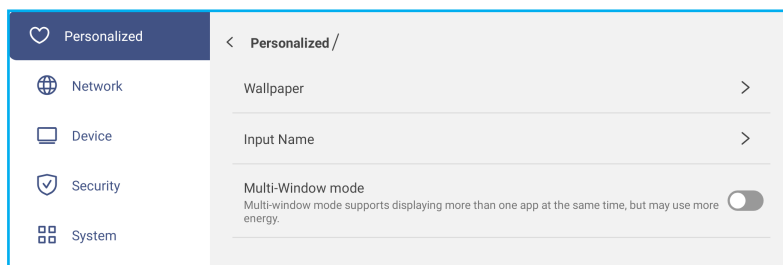 Personalized
Network
Device
Security
System
Personalized /
Wallpaper
Input Name
Multi-Window mode
Multi-window mode supports displaying more than one app at the same time, but may use more
energy.